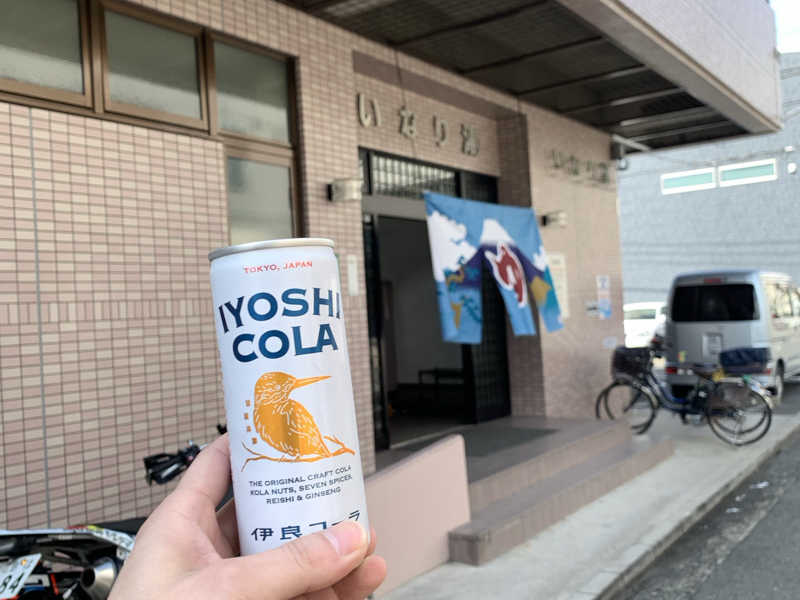 いなり湯
ゆ
TOKYO, JAPAN
IYOSHI
COLA
THE ORIGINAL CRAFT COLA
KOLA NUTS, SEVEN SPICES,
REISHI & GINSENG
伊良コーラ